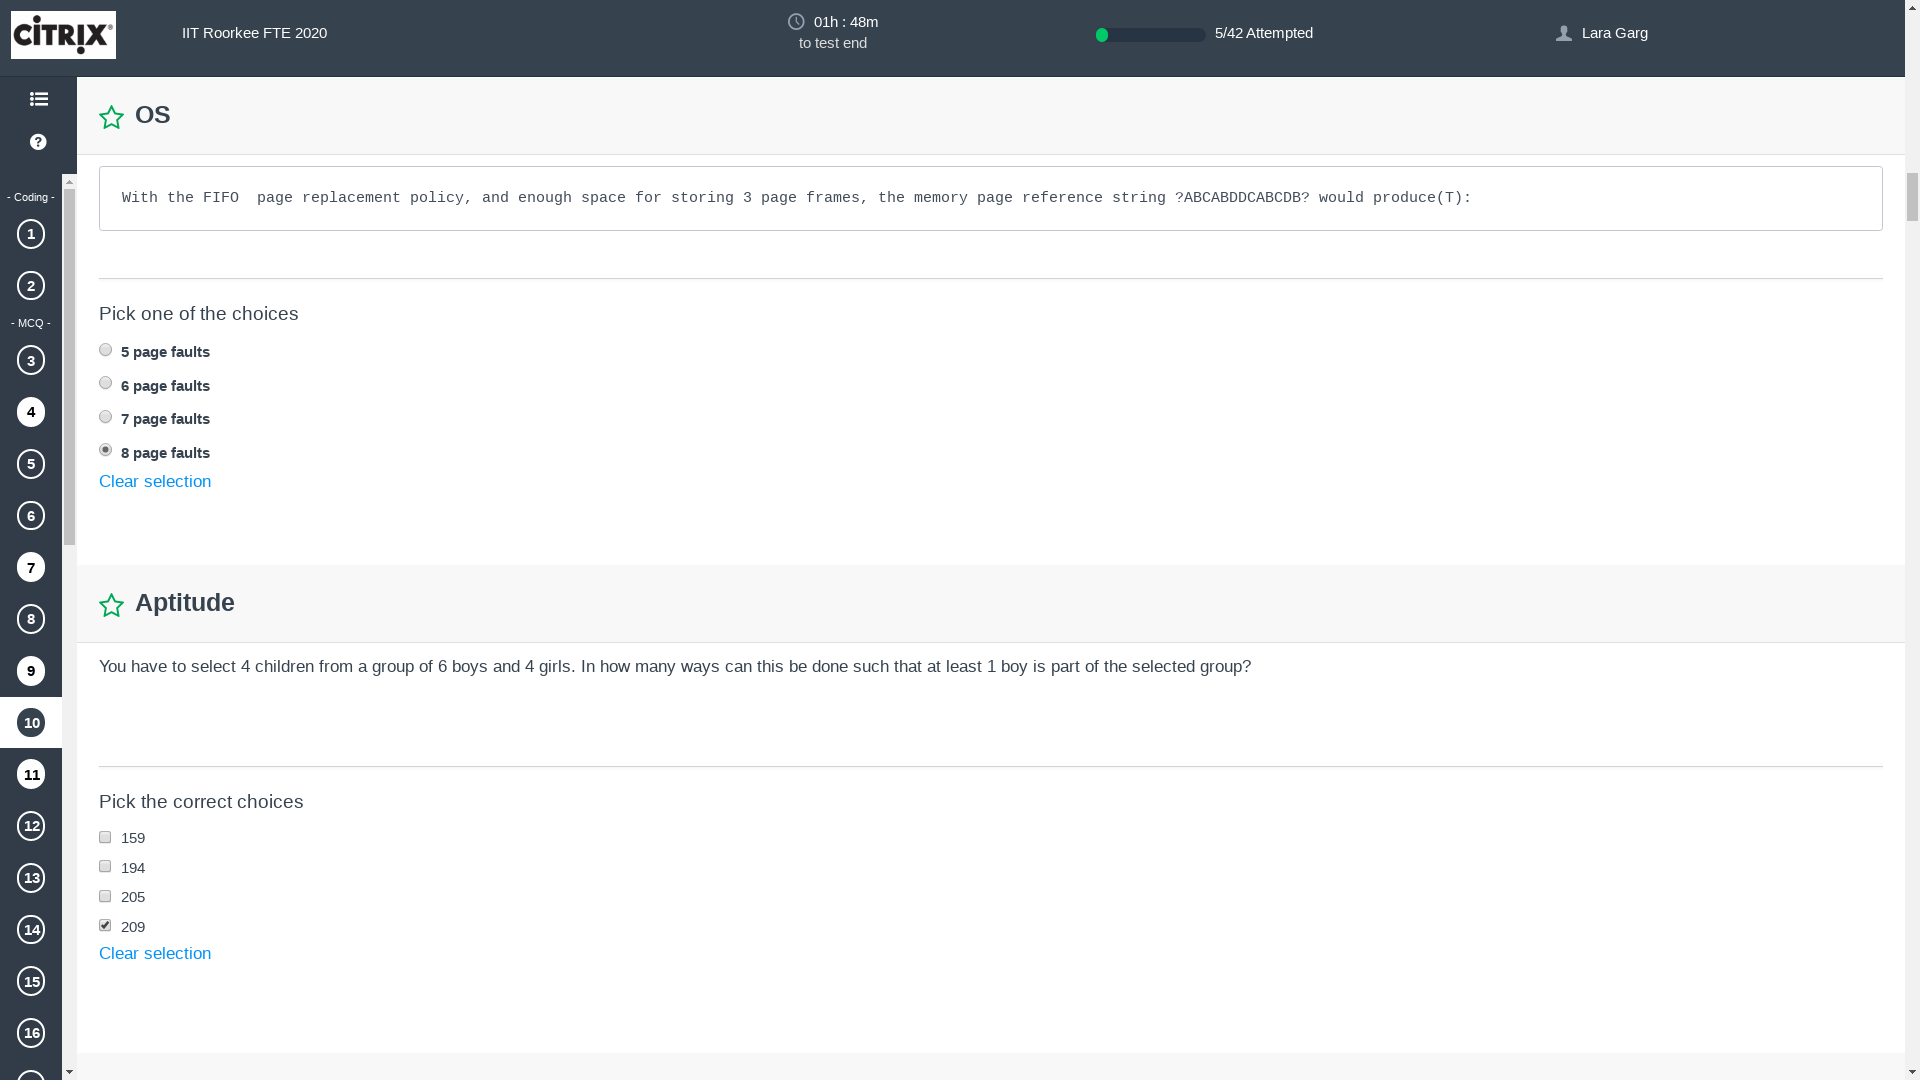 CiTRIX®
IIT Roorkee FTE 2020
01h : 48m
to test end
5/42 Attempted
Lara Garg
- Coding -
1
2
- MCQ -
3
4
5
6
7
8
9
10
11
12
13
14
15
16
OS
With the FIFO  page replacement policy, and enough space for storing 3 page frames, the memory page reference string ?ABCABDDCABCDB? would produce(T):
Pick one of the choices
5 page faults
6 page faults
7 page faults
8 page faults
Clear selection
Aptitude
You have to select 4 children from a group of 6 boys and 4 girls. In how many ways can this be done such that at least 1 boy is part of the selected group?
Pick the correct choices
159
194
205
209
Clear selection